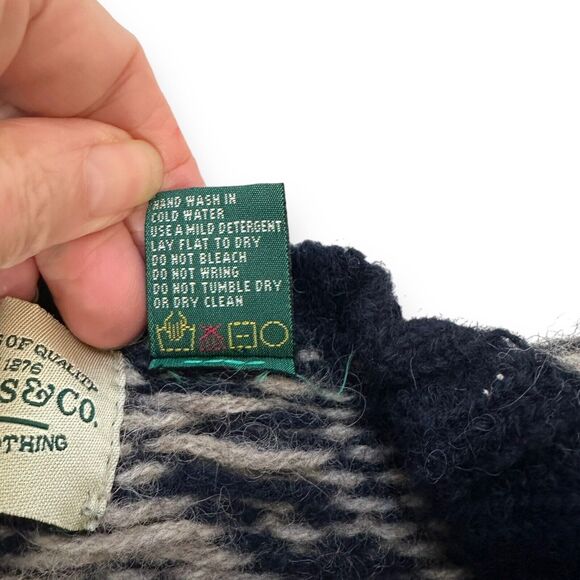 HAND WASH IN
COLD WATER
USE A MILD DETERGENT
LAY FLAT TO DRY
DO NOT BLEACH
DO NOT WRING
DO NOT TUMBLE DRY
OR DRY CLEAN
OF QUALITY
1876
S & CO.
OTHING